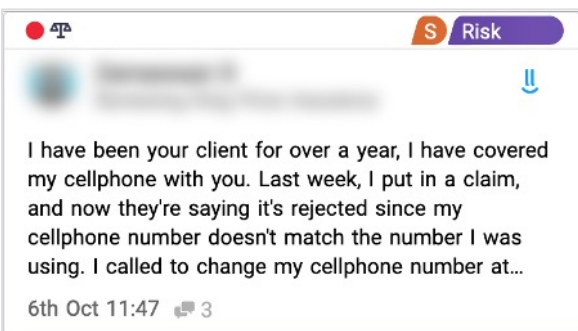 S Risk
I have been your client for over a year, I have covered
my cellphone with you. Last week, I put in a claim,
and now they're saying it's rejected since my
cellphone number doesn't match the number I was
using. I called to change my cellphone number at...
6th Oct 11:47 3